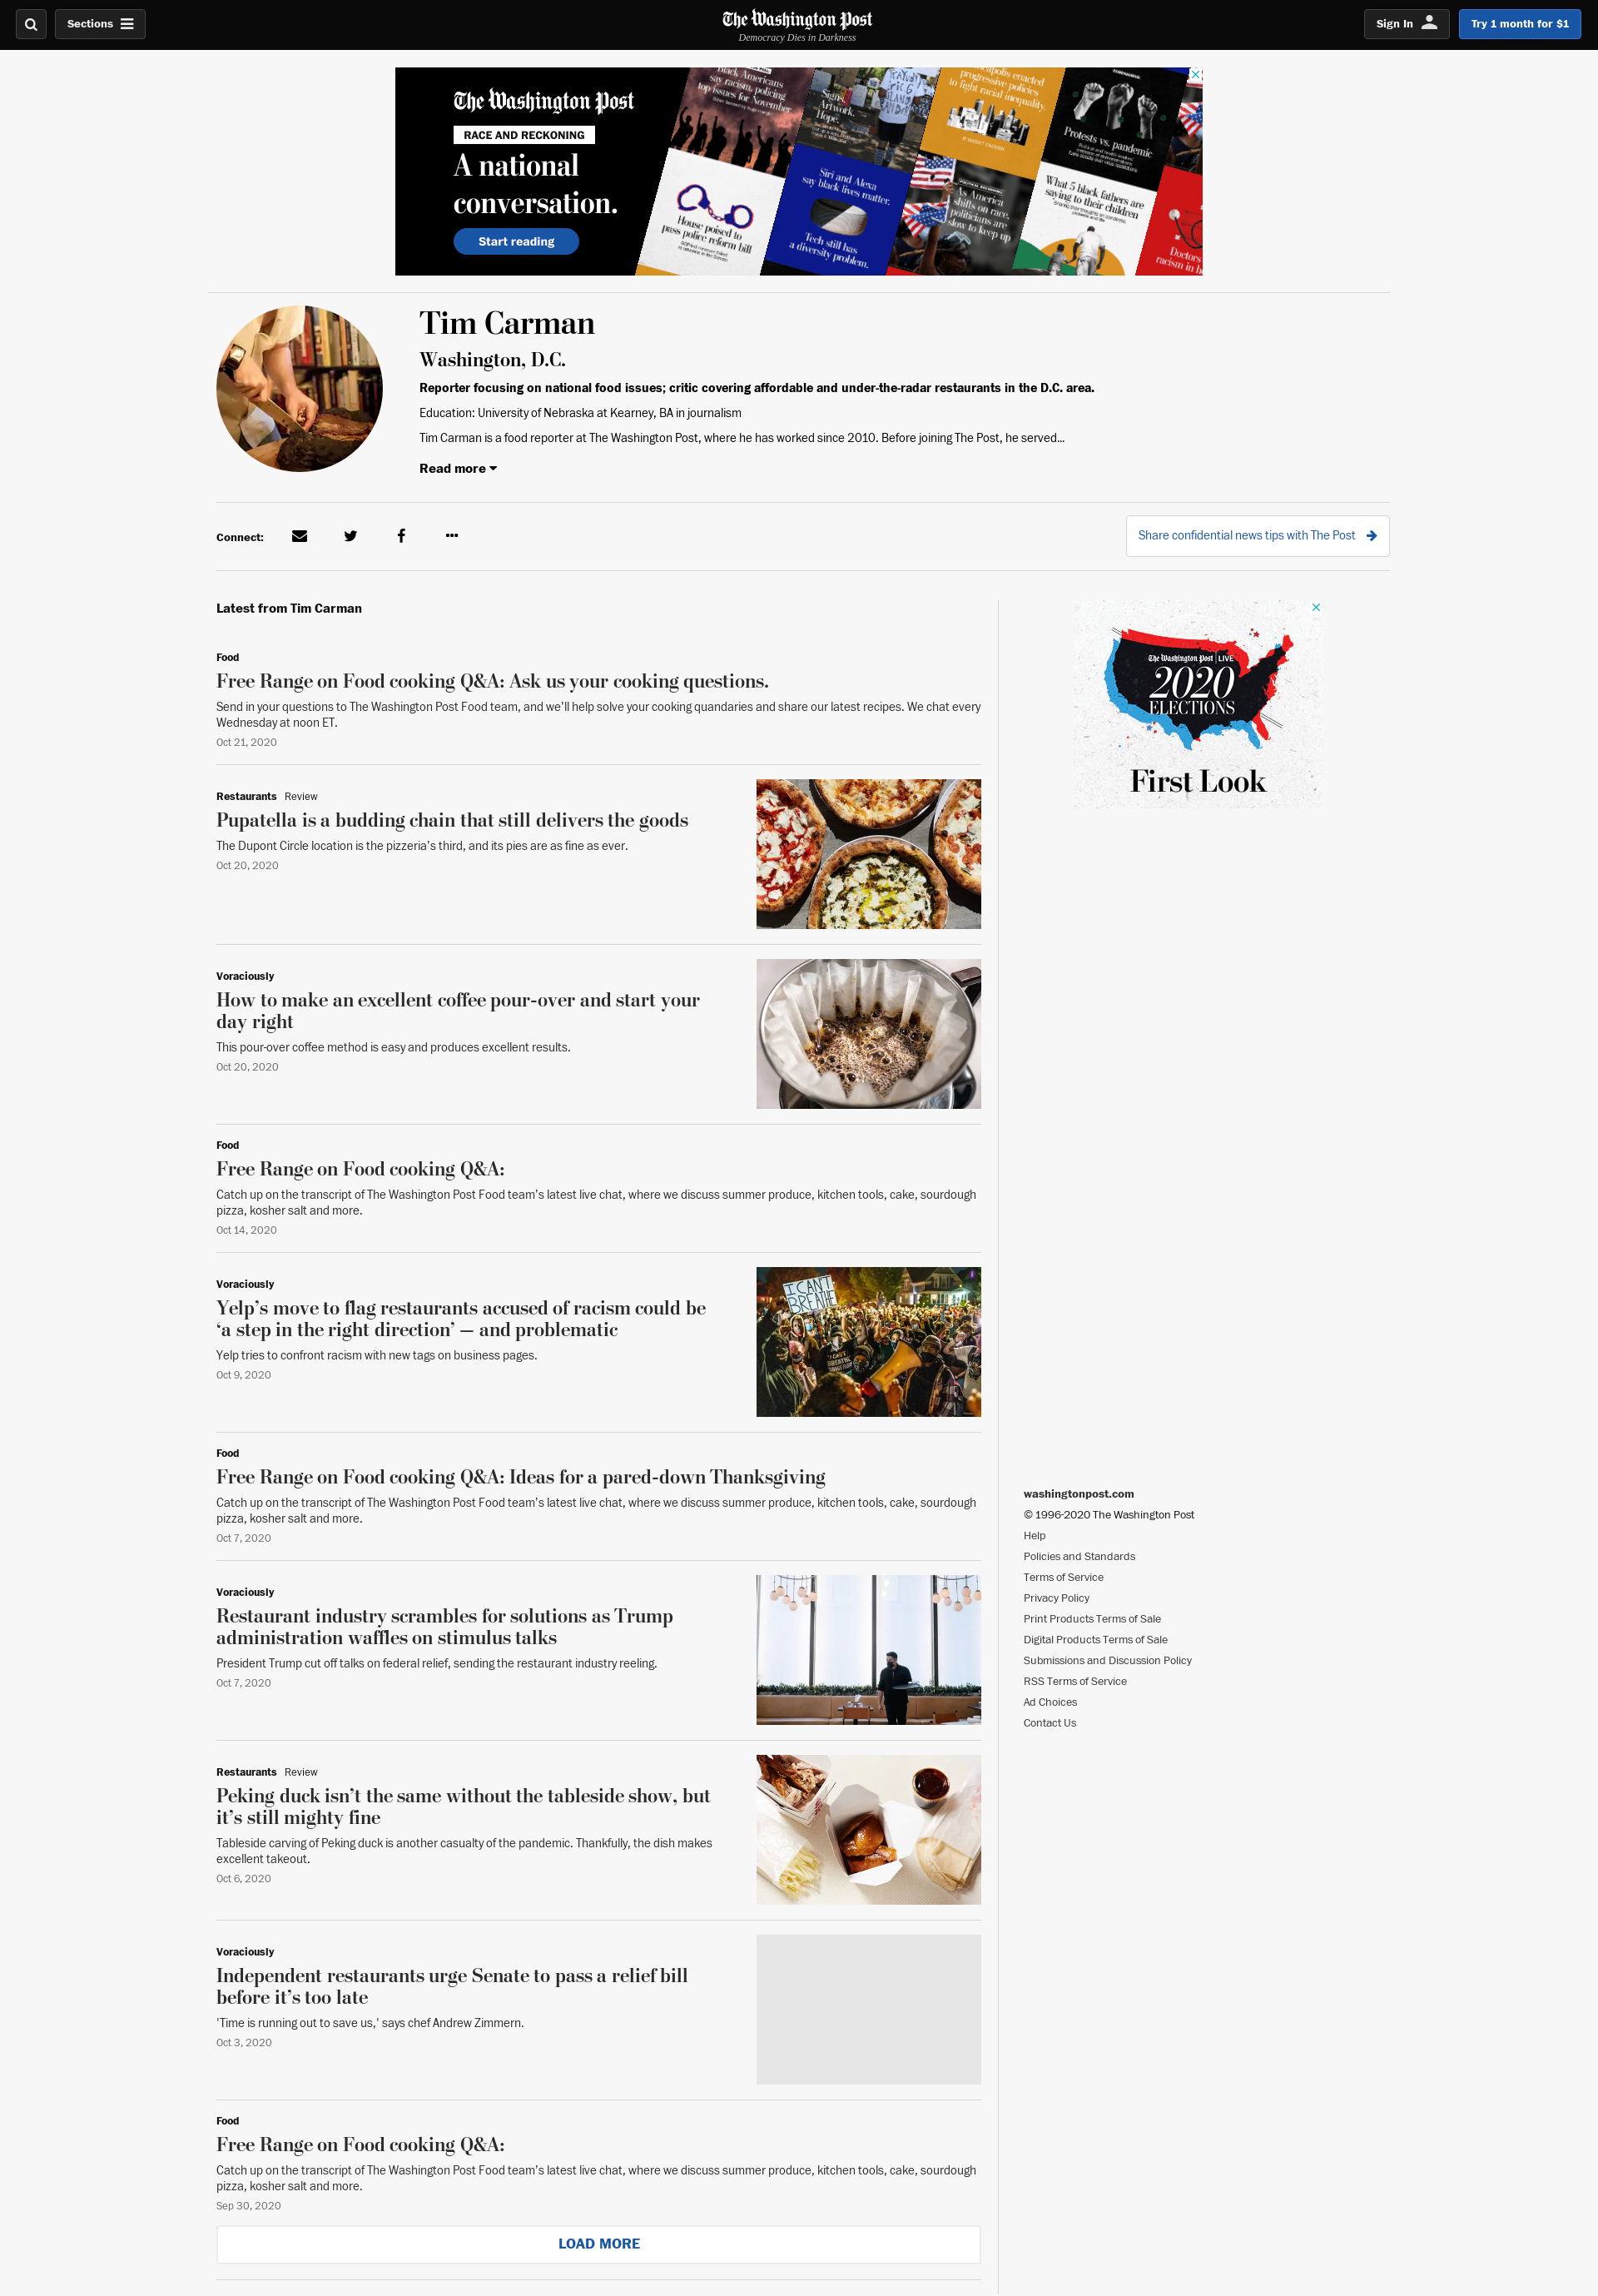 Sections
The Washington Post
Democracy Dies in Darkness
Sign In
Try 1 month for $1
The Washington Post
RACE AND RECKONING
A national
conversation.
Start reading
black Americans
say racism, policing
top issues for November
Signs.
Artwork.
Hope.
progressive policies
to fight racial inequality.
Protests vs. pandemic
House poised to
pass police reform bill
Siri and Alexa
say black lives matter.
Tech still has
a diversity problem.
As America
shifts on race,
politicians are
slow to keep up
What 5 black fathers are
saying to their children
Doctors
racism in
Tim Carman
Washington, D.C.
Reporter focusing on national food issues; critic covering affordable and under-the-radar restaurants in the D.C. area.
Education: University of Nebraska at Kearney, BA in journalism
Tim Carman is a food reporter at The Washington Post, where he has worked since 2010. Before joining The Post, he served...
Read more
Connect:
Share confidential news tips with The Post
Latest from Tim Carman
Food
Free Range on Food cooking Q&A: Ask us your cooking questions.
Send in your questions to The Washington Post Food team, and we’ll help solve your cooking quandaries and share our latest recipes. We chat every
Wednesday at noon ET.
Oct 21, 2020
Restaurants Review
Pupatella is a budding chain that still delivers the goods
The Dupont Circle location is the pizzeria’s third, and its pies are as fine as ever.
Oct 20, 2020
Voraciously
How to make an excellent coffee pour-over and start your
day right
This pour-over coffee method is easy and produces excellent results.
Oct 20, 2020
Food
Free Range on Food cooking Q&A:
Catch up on the transcript of The Washington Post Food team’s latest live chat, where we discuss summer produce, kitchen tools, cake, sourdough
pizza, kosher salt and more.
Oct 14, 2020
Voraciously
Yelp’s move to flag restaurants accused of racism could be
‘a step in the right direction’ — and problematic
Yelp tries to confront racism with new tags on business pages.
Oct 9, 2020
I CAN'T
BREATHE
Food
Free Range on Food cooking Q&A: Ideas for a pared-down Thanksgiving
Catch up on the transcript of The Washington Post Food team’s latest live chat, where we discuss summer produce, kitchen tools, cake, sourdough
pizza, kosher salt and more.
Oct 7, 2020
Voraciously
Restaurant industry scrambles for solutions as Trump
administration waffles on stimulus talks
President Trump cut off talks on federal relief, sending the restaurant industry reeling.
Oct 7, 2020
Restaurants Review
Peking duck isn’t the same without the tableside show, but
it’s still mighty fine
Tableside carving of Peking duck is another casualty of the pandemic. Thankfully, the dish makes
excellent takeout.
Oct 6, 2020
Voraciously
Independent restaurants urge Senate to pass a relief bill
before it’s too late
'Time is running out to save us,' says chef Andrew Zimmern.
Oct 3, 2020
Food
Free Range on Food cooking Q&A:
Catch up on the transcript of The Washington Post Food team’s latest live chat, where we discuss summer produce, kitchen tools, cake, sourdough
pizza, kosher salt and more.
Sep 30, 2020
LOAD MORE
The Washington Post LIVE
2020
ELECTIONS
First Look
washingtonpost.com
© 1996-2020 The Washington Post
Help
Policies and Standards
Terms of Service
Privacy Policy
Print Products Terms of Sale
Digital Products Terms of Sale
Submissions and Discussion Policy
RSS Terms of Service
Ad Choices
Contact Us